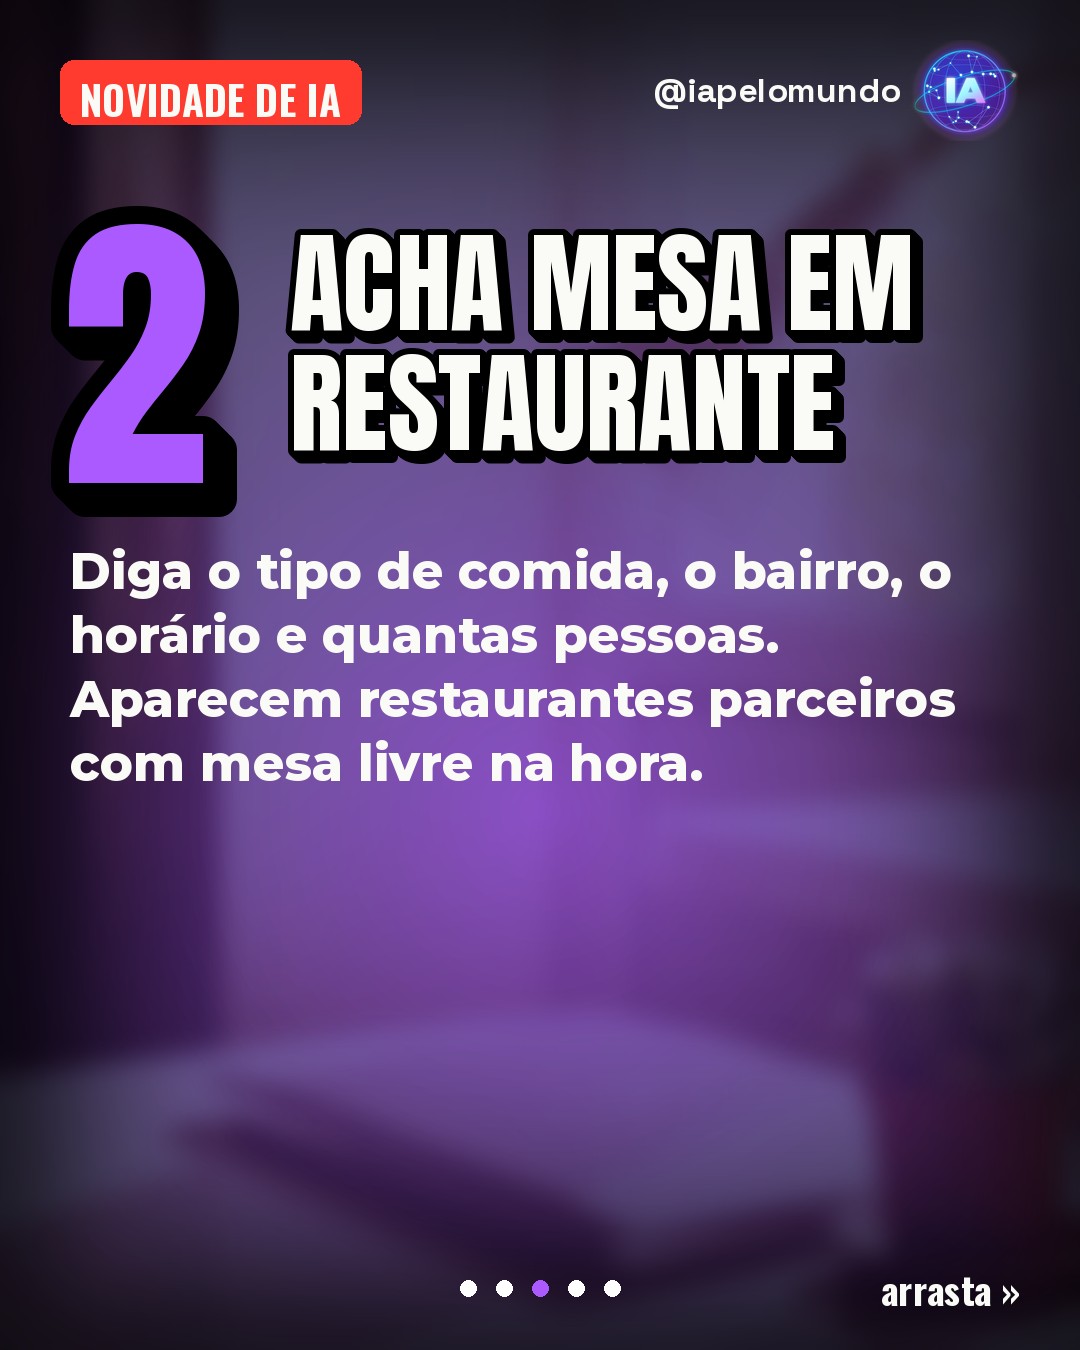 NOVIDADE DE IA
@iapelomundo
IA
2
ACHA MESA EM
RESTAURANTE
Diga o tipo de comida, o bairro, o
horário e quantas pessoas.
Aparecem restaurantes parceiros
com mesa livre na hora.
arrasta »